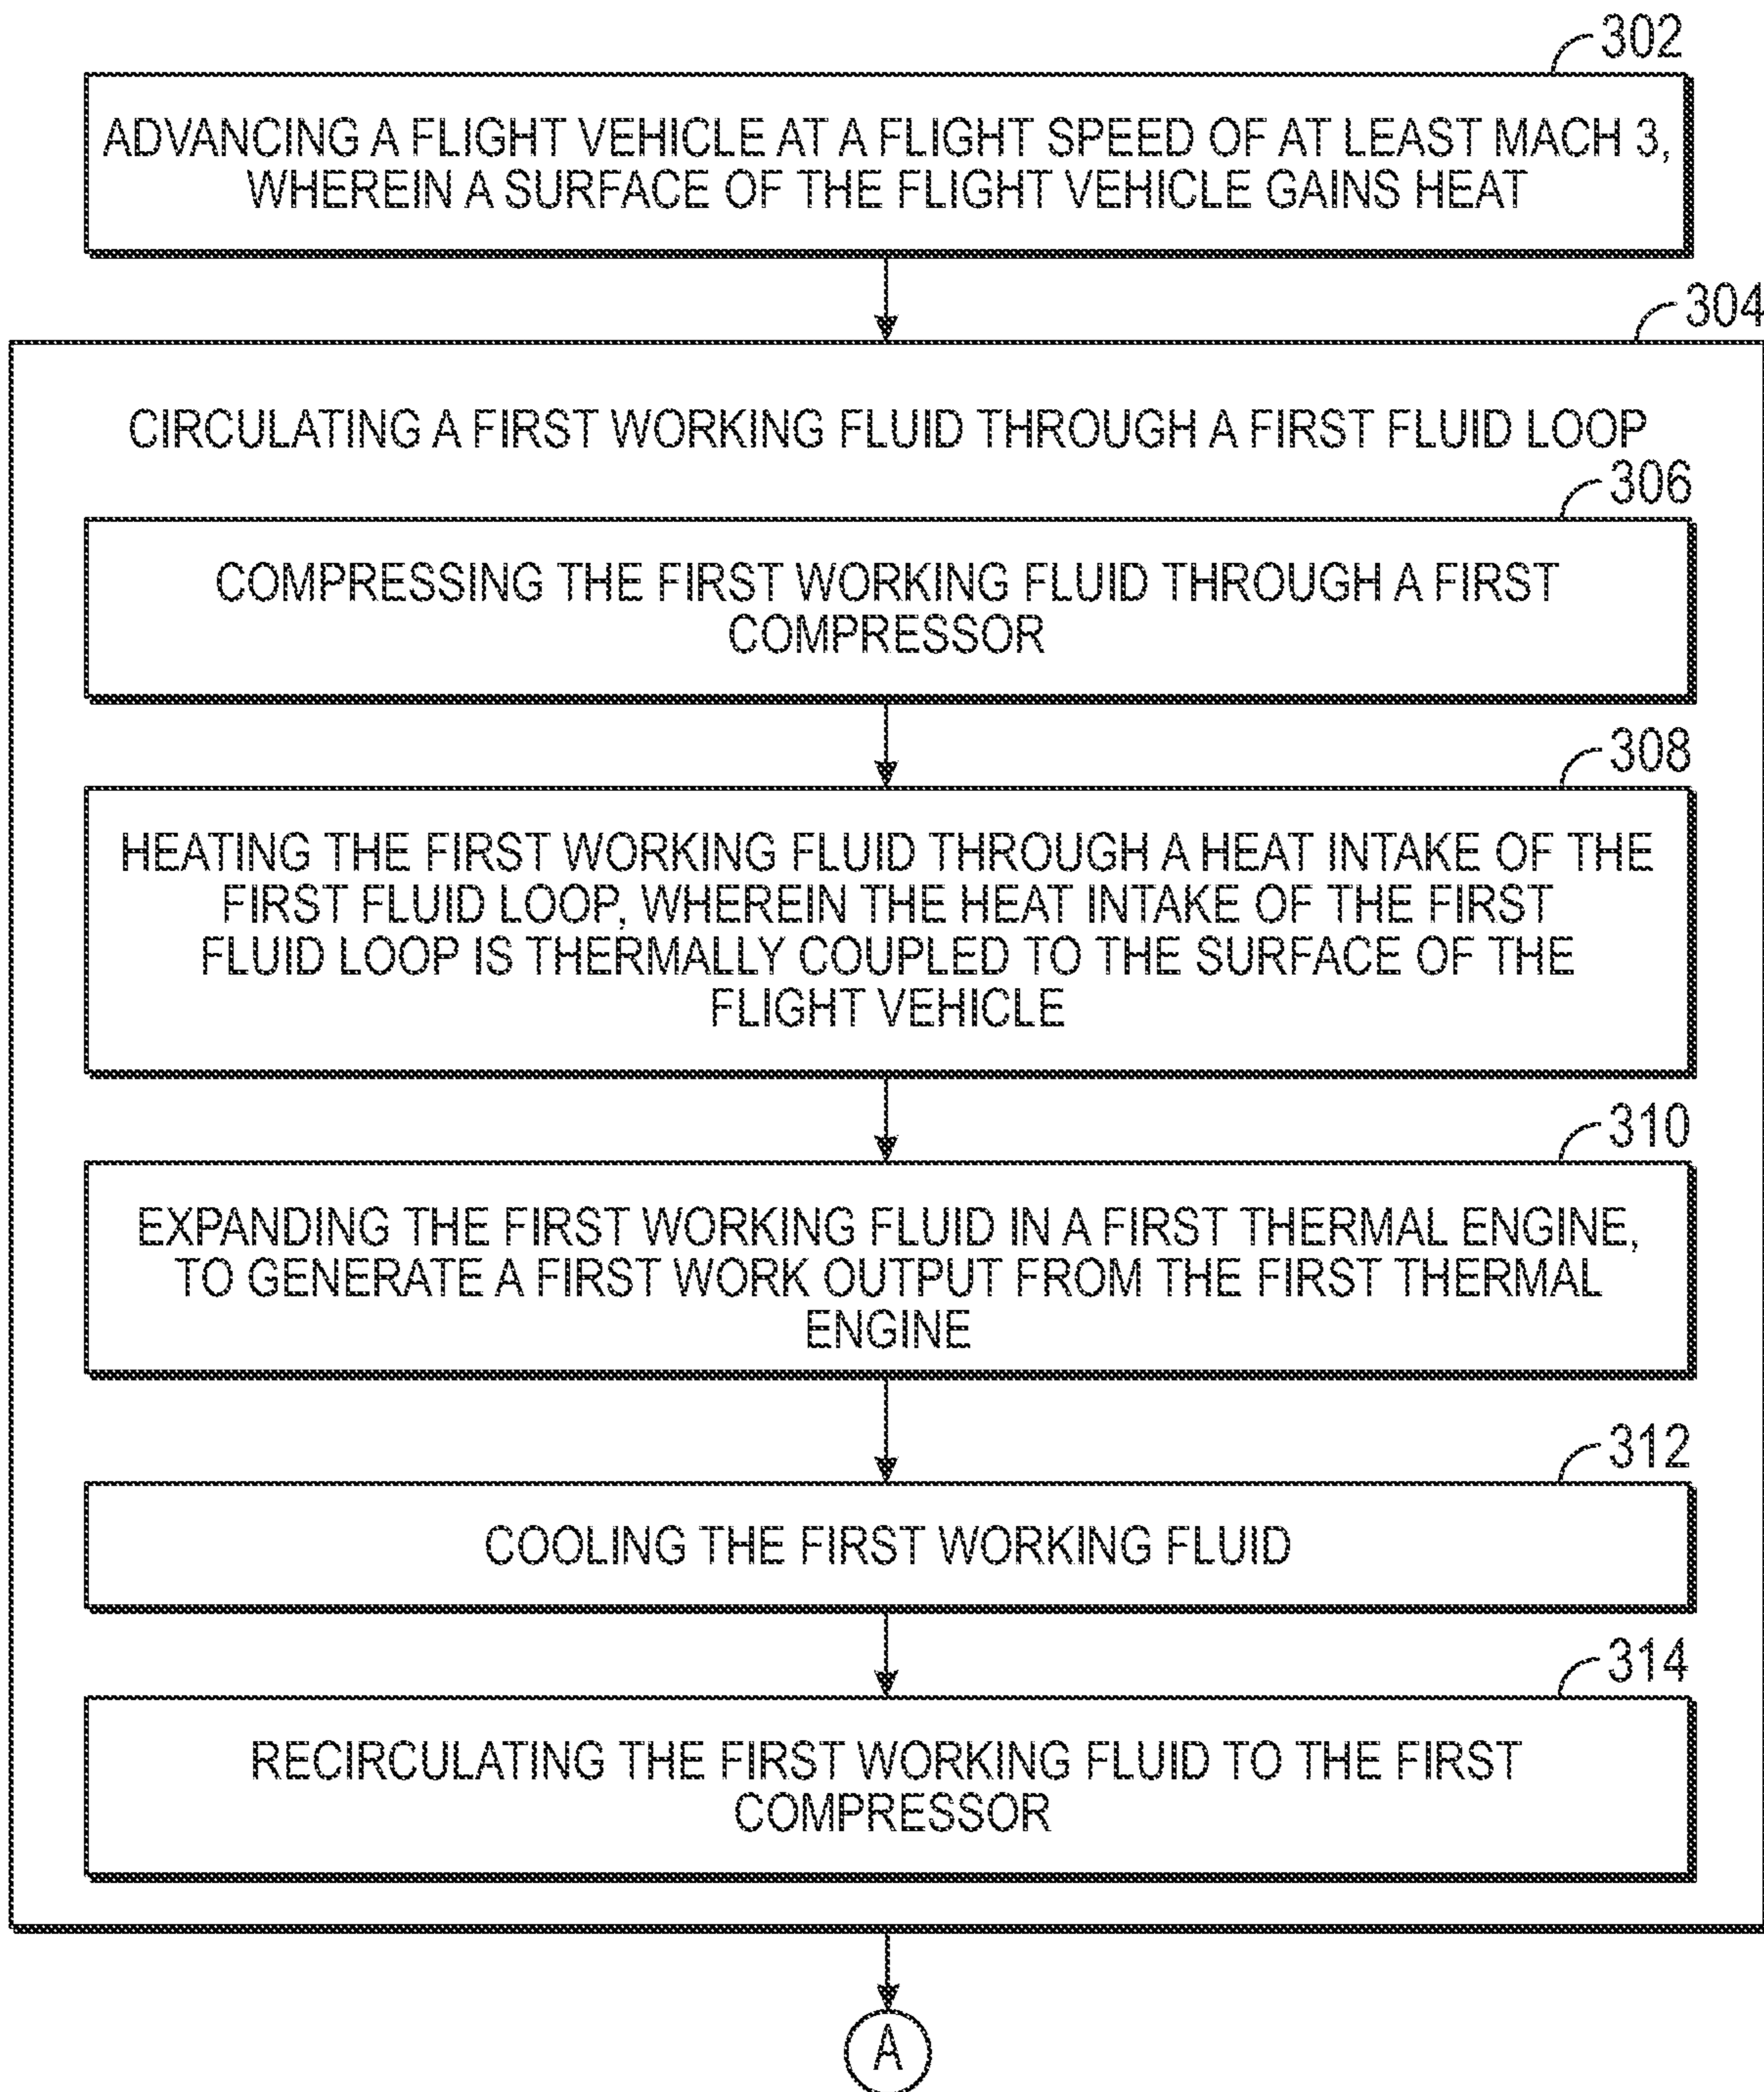 302
ADVANCING A FLIGHT VEHICLE AT A FLIGHT SPEED OF AT LEAST MACH 3,
WHEREIN A SURFACE OF THE FLIGHT VEHICLE GAINS HEAT
304
CIRCULATING A FIRST WORKING FLUID THROUGH A FIRST FLUID LOOP
306
COMPRESSING THE FIRST WORKING FLUID THROUGH A FIRST
COMPRESSOR
308
HEATING THE FIRST WORKING FLUID THROUGH A HEAT INTAKE OF THE
FIRST FLUID LOOP, WHEREIN THE HEAT INTAKE OF THE FIRST
FLUID LOOP IS THERMALLY COUPLED TO THE SURFACE OF THE
FLIGHT VEHICLE
310
EXPANDING THE FIRST WORKING FLUID IN A FIRST THERMAL ENGINE,
TO GENERATE A FIRST WORK OUTPUT FROM THE FIRST THERMAL
ENGINE
312
COOLING THE FIRST WORKING FLUID
314
RECIRCULATING THE FIRST WORKING FLUID TO THE FIRST
COMPRESSOR
A